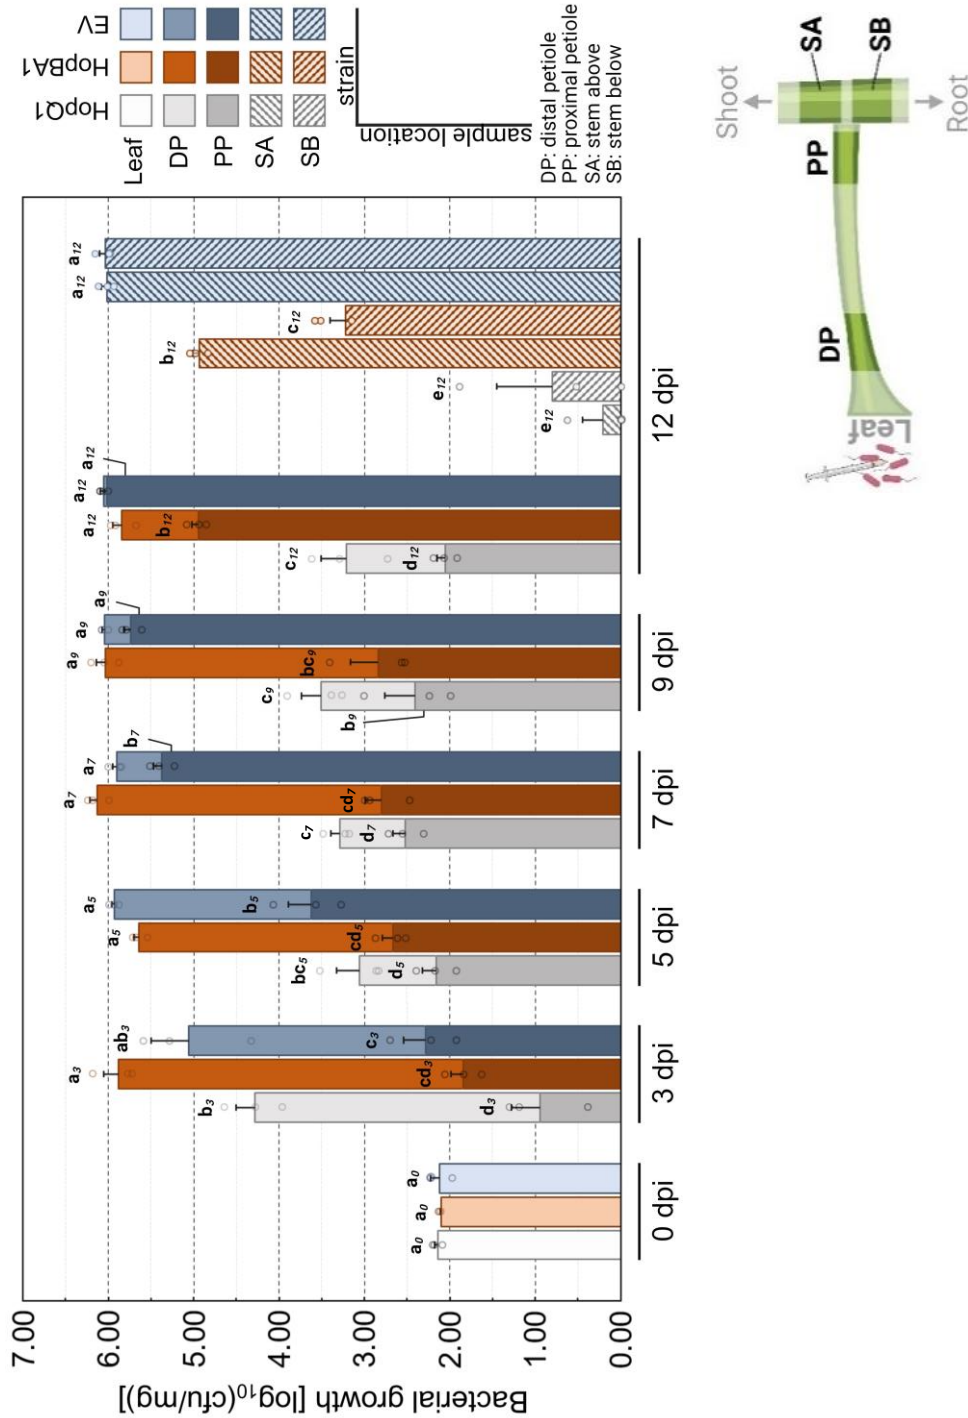 Bacterial growth [log10(cfu/mg)]
7.00
6.00
5.00
4.00
3.00
2.00
1.00
0.00
a0 a0 a0
b3 d3 a3 cd3 ab3 c3
bc5 d5 a5 cd5 a5 b5
c7 d7 a7 cd7 a7 b7
c9 b9 a9 bc9 a9 a9
c12 d12 a12 b12 a12 a12
e12 e12 b12 c12 a12 a12
0 dpi 3 dpi 5 dpi 7 dpi 9 dpi 12 dpi
HopQ1 HopBA1 EV
Leaf
DP
PP
SA
SB
strain
sample location
DP: distal petiole
PP: proximal petiole
SA: stem above
SB: stem below
Shoot
SA
SB
PP
DP
Leaf
Root